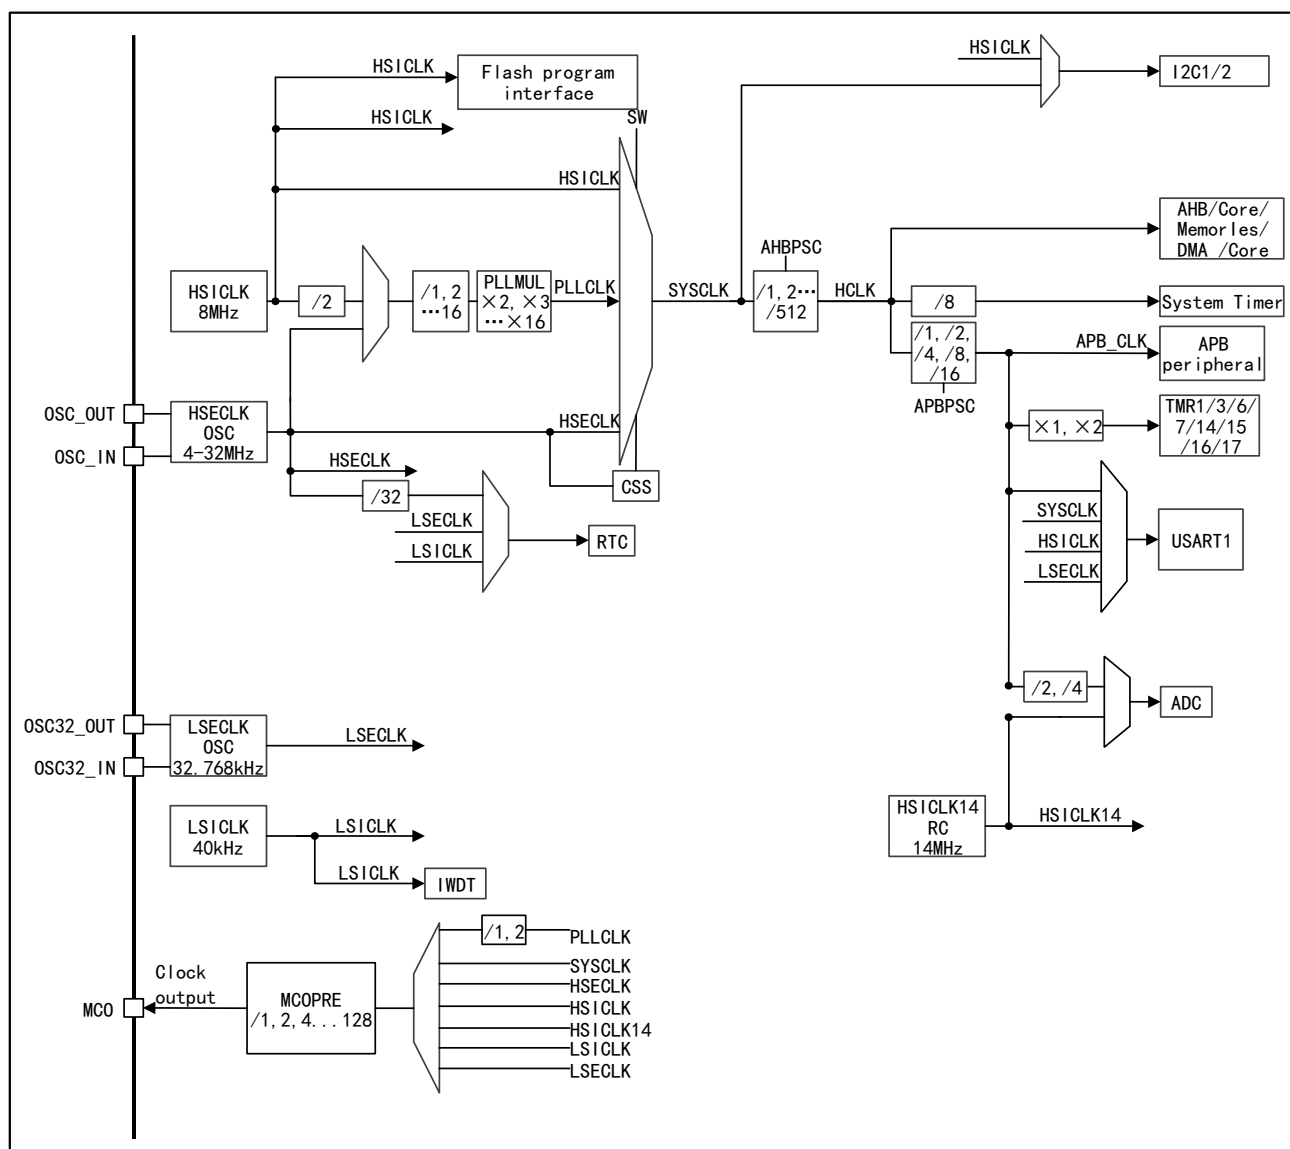 HSICLK
Flash program
interface
HSICLK
SW
HSICLK
HSICLK
I2C1/2
HSICLK
8MHz
/2
/1, 2
…16
PLLMUL
×2, ×3
…×16
PLLCLK
SYSCLK
AHBPSC
/1, 2…
/512
HCLK
AHB/Core/
Memorles/
DMA /Core
/8
System Timer
/1, /2,
/4, /8,
/16
APBPSC
APB_CLK
APB
peripheral
×1, ×2
TMR1/3/6/
7/14/15
/16/17
OSC_OUT
OSC_IN
HSECLK
OSC
4-32MHz
HSECLK
HSECLK
CSS
/32
LSECLK
LSICLK
RTC
SYSCLK
HSICLK
LSECLK
USART1
/2, /4
ADC
OSC32_OUT
OSC32_IN
LSECLK
OSC
32.768kHz
LSECLK
LSICLK
40kHz
LSICLK
LSICLK
IWDT
HSICLK14
RC
14MHz
HSICLK14
MCO
Clock
output
MCOPRE
/1, 2, 4...128
/1, 2
PLLCLK
SYSCLK
HSECLK
HSICLK
HSICLK14
LSICLK
LSECLK